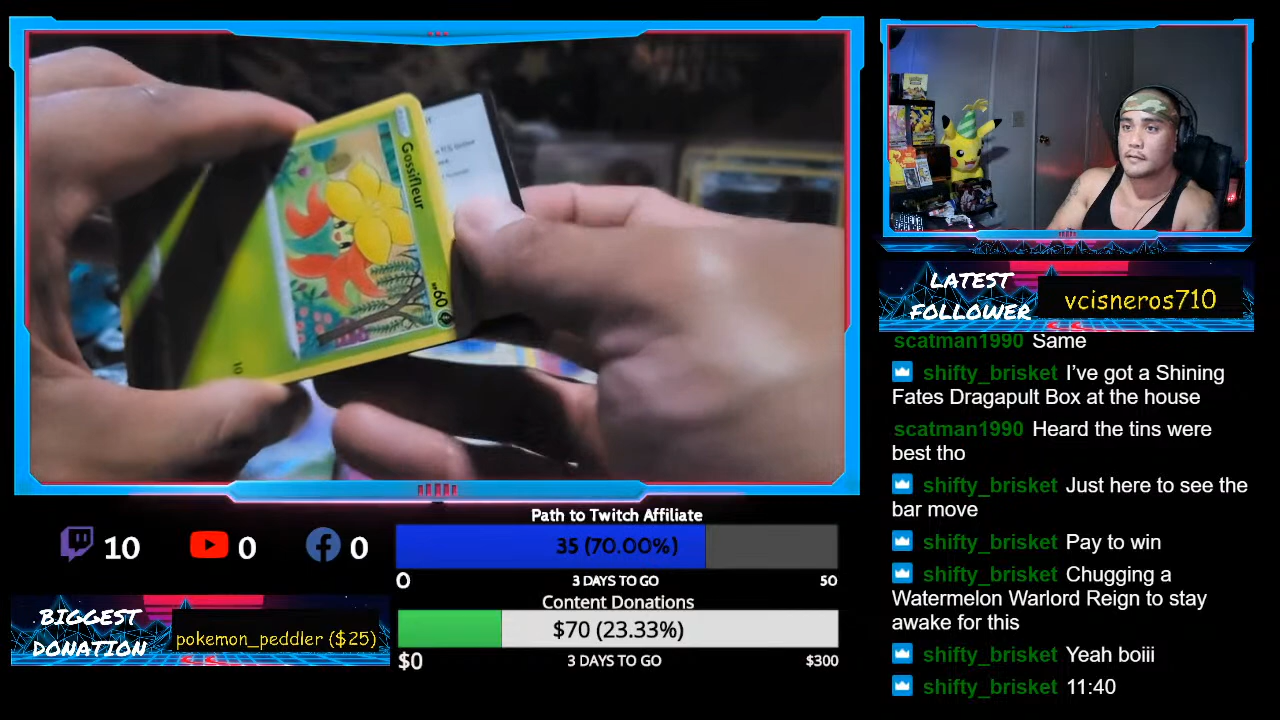 Gossifleur
HP60
LATEST
FOLLOWER
vcisneros710
scatman1990 Same
shifty_brisket I've got a Shining
Fates Dragapult Box at the house
scatman1990 Heard the tins were
best tho
shifty_brisket Just here to see the
bar move
shifty_brisket Pay to win
shifty_brisket Chugging a
Watermelon Warlord Reign to stay
awake for this
shifty_brisket Yeah boiii
shifty_brisket 11:40
10
0
0
Path to Twitch Affiliate
35 (70.00%)
0
3 DAYS TO GO
50
BIGGEST
DONATION
pokemon_peddler ($25)
Content Donations
$70 (23.33%)
$0
3 DAYS TO GO
$300